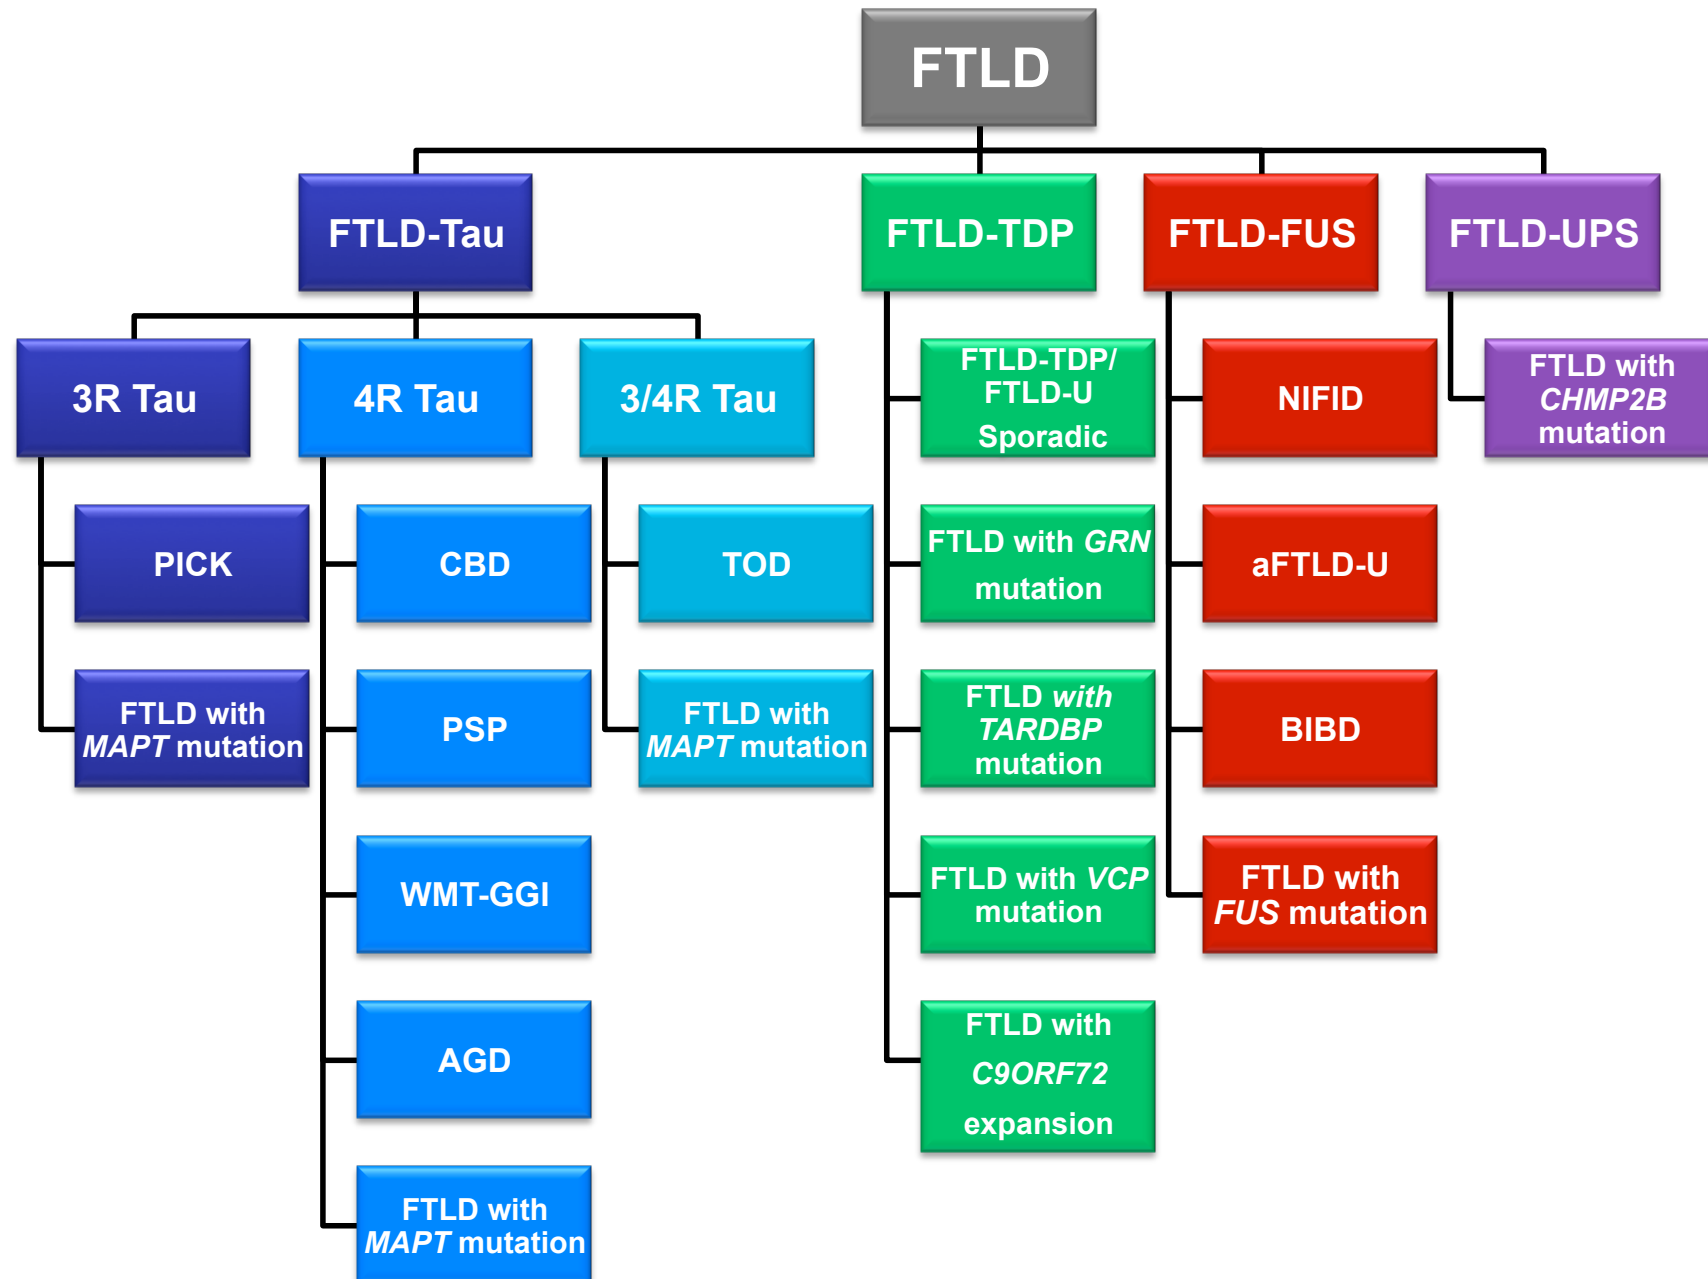 FTLD
FTLD-Tau
FTLD-TDP
FTLD-FUS
FTLD-UPS
3R Tau
4R Tau
3/4R Tau
FTLD-TDP/
FTLD-U
Sporadic
NIFID
FTLD with
CHMP2B
mutation
PICK
CBD
TOD
FTLD with GRN
mutation
aFTLD-U
FTLD with
MAPT mutation
PSP
FTLD with
MAPT mutation
FTLD with
TARDBP
mutation
BIBD
WMT-GGI
FTLD with VCP
mutation
FTLD with
FUS mutation
AGD
FTLD with
C9ORF72
expansion
FTLD with
MAPT mutation